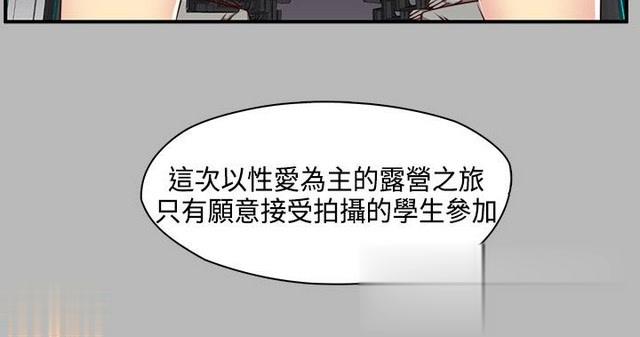 這次以性愛為主的露營之旅
只有願意接受拍攝的學生參加